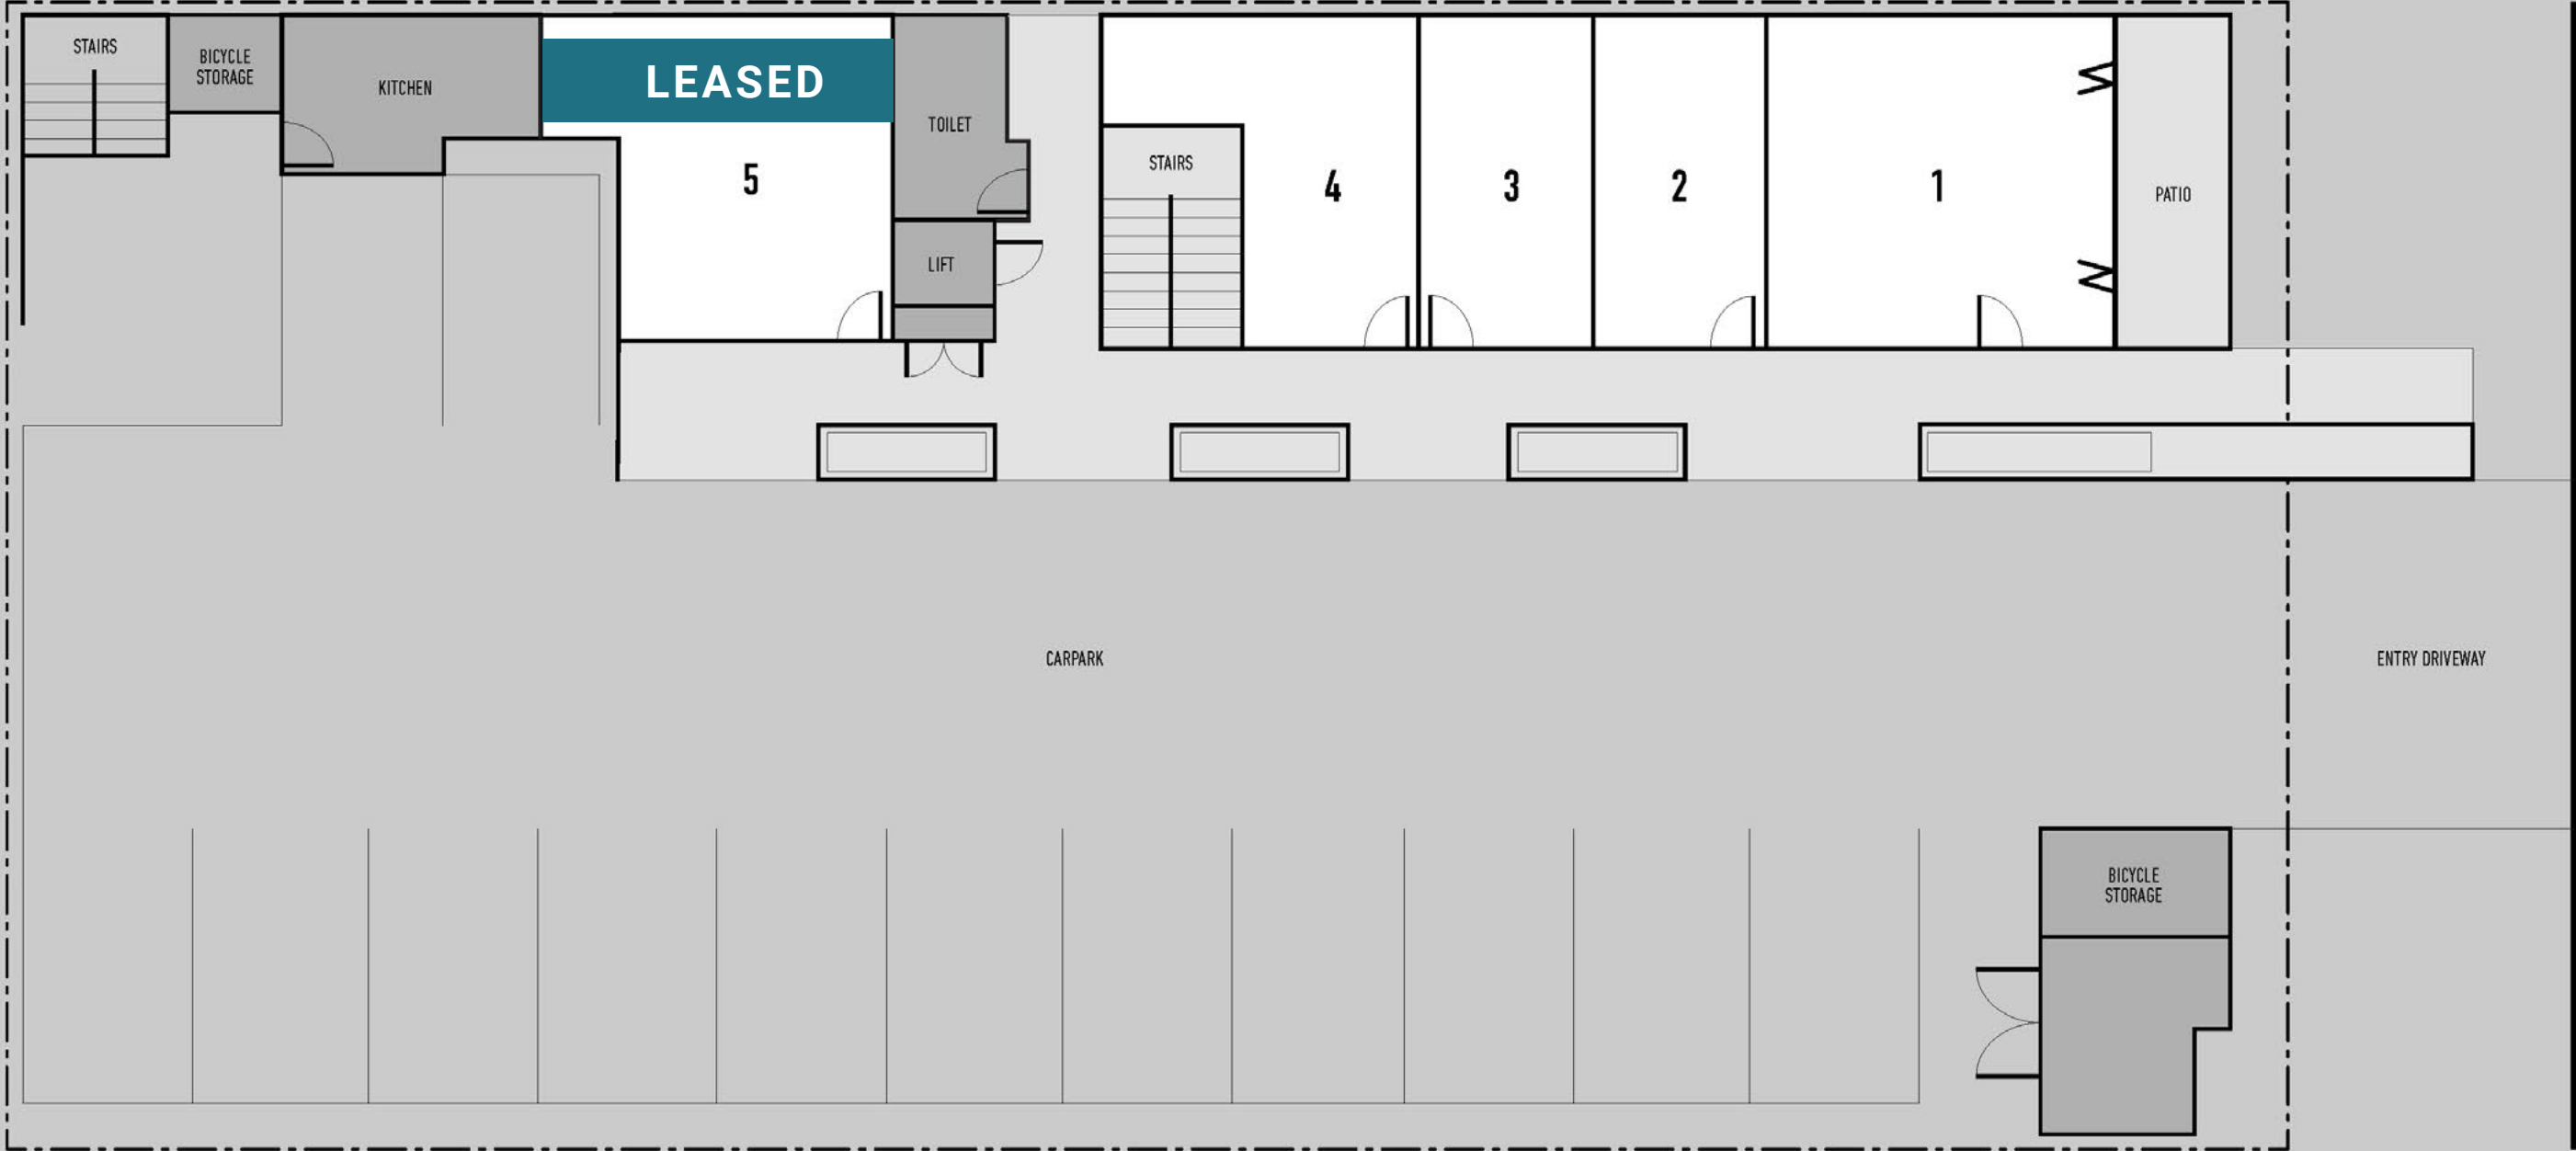 STAIRS
BICYCLE
STORAGE
KITCHEN
LEASED
5
TOILET
LIFT
STAIRS
4
3
2
1
PATIO
CARPARK
ENTRY DRIVEWAY
BICYCLE
STORAGE